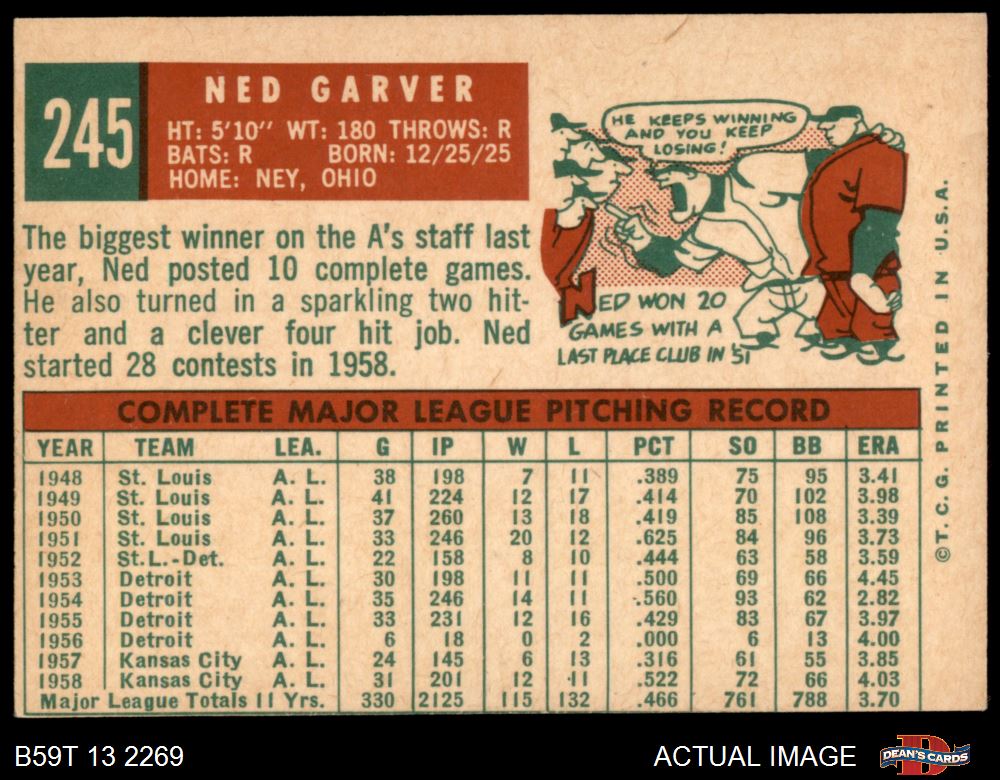 245
NED GARVER
HT: 5'10" WT: 180 THROWS: R
BATS: R BORN: 12/25/25
HOME: NEY, OHIO
HE KEEPS WINNING
AND YOU KEEP
LOSING!
The biggest winner on the A's staff last
year, Ned posted 10 complete games.
He also turned in a sparkling two hit-
ter and a clever four hit job. Ned
started 28 contests in 1958.
NED WON 20
GAMES WITH A
LAST PLACE CLUB IN '51
COMPLETE MAJOR LEAGUE PITCHING RECORD
YEAR TEAM LEA. G IP W L PCT SO BB ERA
1948 St. Louis A. L. 38 198 7 11 .389 75 95 3.41
1949 St. Louis A. L. 41 224 12 17 .414 70 102 3.98
1950 St. Louis A. L. 37 260 13 18 .419 85 108 3.39
1951 St. Louis A. L. 33 246 20 12 .625 84 96 3.73
1952 St.L.-Det. A. L. 22 158 8 10 .444 63 58 3.59
1953 Detroit A. L. 30 198 11 11 .500 69 66 4.45
1954 Detroit A. L. 35 246 14 11 .560 93 62 2.82
1955 Detroit A. L. 33 231 12 16 .429 83 67 3.97
1956 Detroit A. L. 6 18 0 2 .000 6 13 4.00
1957 Kansas City A. L. 24 145 6 13 .316 61 55 3.85
1958 Kansas City A. L. 31 201 12 11 .522 72 66 4.03
Major League Totals 11 Yrs. 330 2125 115 132 .466 761 788 3.70
©T. C. G. PRINTED IN U.S.A.
B59T 13 2269
ACTUAL IMAGE
DEAN'S CARDS